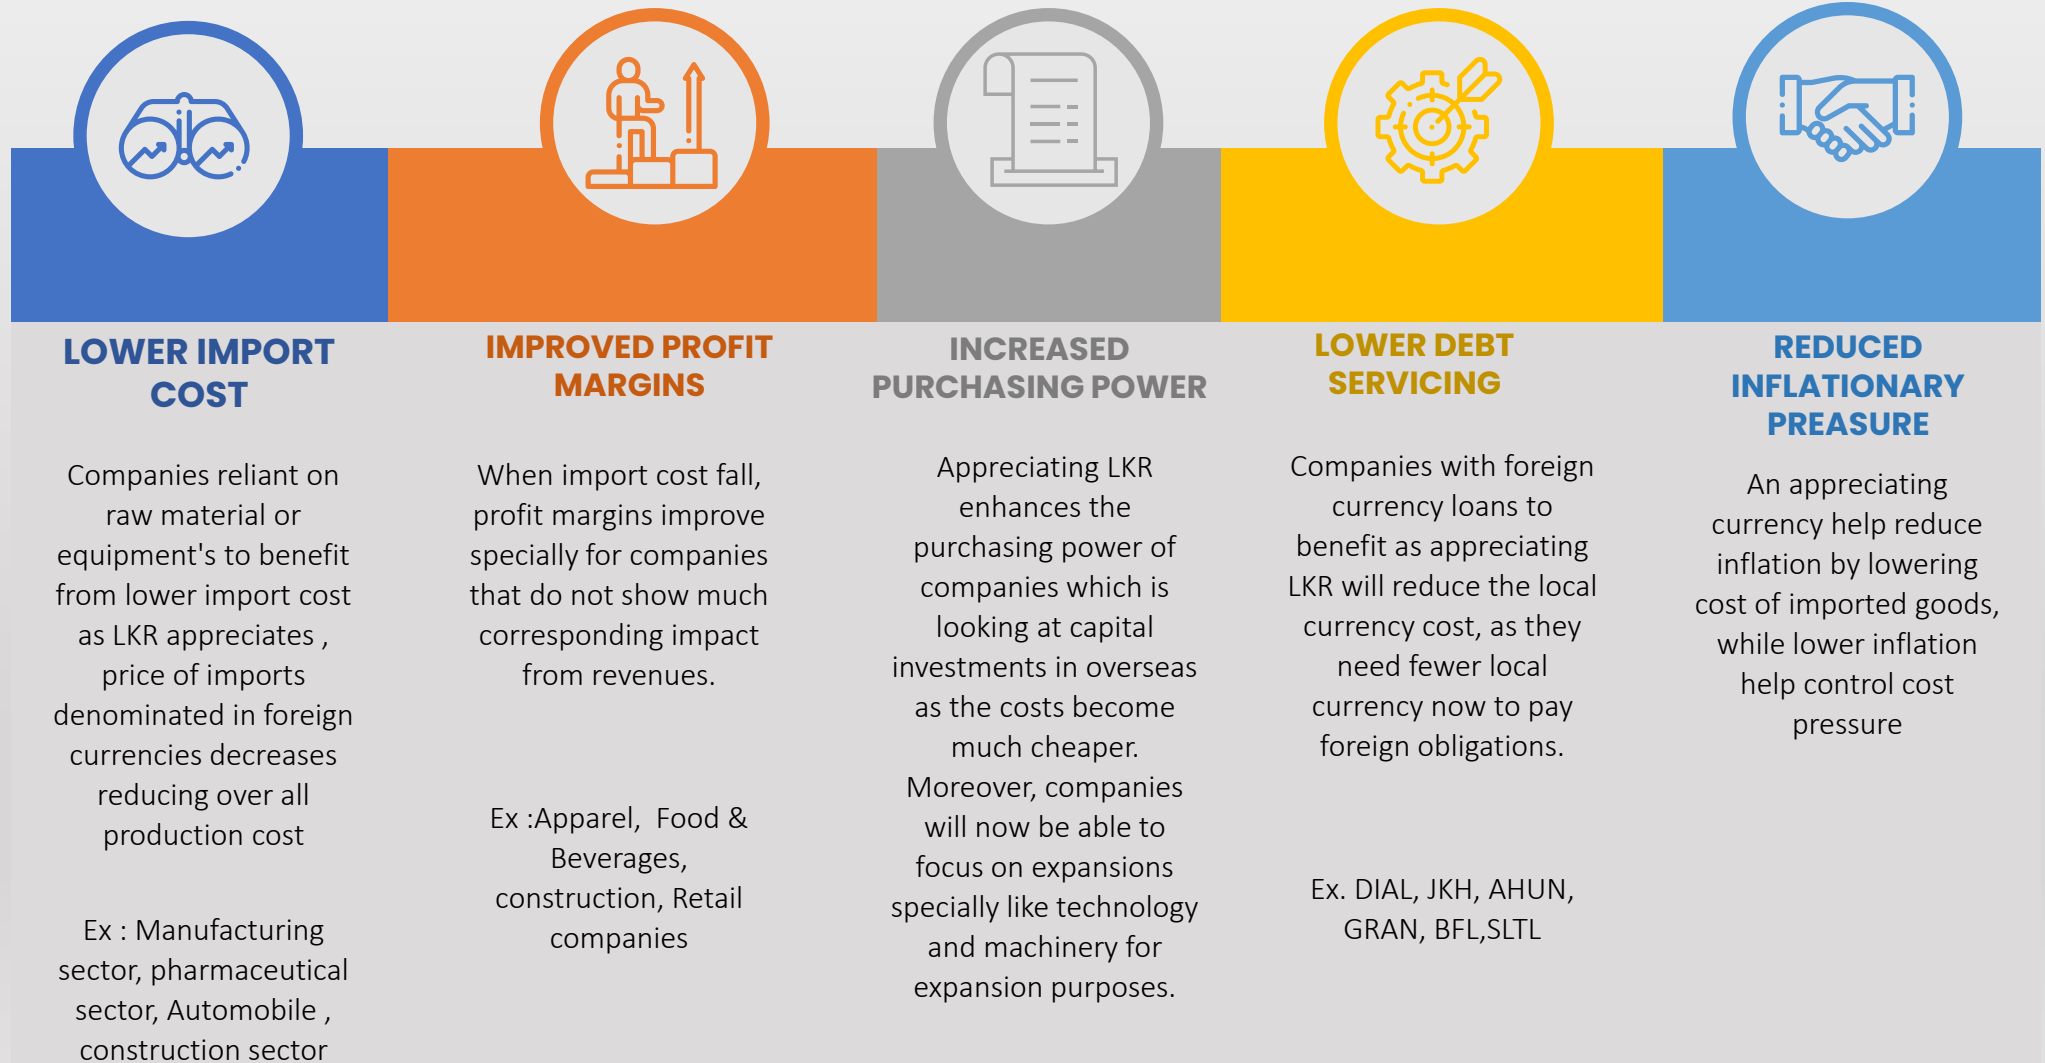 LOWER IMPORT
COST
Companies reliant on
raw material or
equipment's to benefit
from lower import cost
as LKR appreciates ,
price of imports
denominated in foreign
currencies decreases
reducing over all
production cost
Ex : Manufacturing
sector, pharmaceutical
sector, Automobile ,
construction sector
IMPROVED PROFIT
MARGINS
When import cost fall,
profit margins improve
specially for companies
that do not show much
corresponding impact
from revenues.
Ex :Apparel, Food &
Beverages,
construction, Retail
companies
INCREASED
PURCHASING POWER
Appreciating LKR
enhances the
purchasing power of
companies which is
looking at capital
investments in overseas
as the costs become
much cheaper.
Moreover, companies
will now be able to
focus on expansions
specially like technology
and machinery for
expansion purposes.
LOWER DEBT
SERVICING
Companies with foreign
currency loans to
benefit as appreciating
LKR will reduce the local
currency cost, as they
need fewer local
currency now to pay
foreign obligations.
Ex. DIAL, JKH, AHUN,
GRAN, BFL,SLTL
REDUCED
INFLATIONARY
PREASURE
An appreciating
currency help reduce
inflation by lowering
cost of imported goods,
while lower inflation
help control cost
pressure